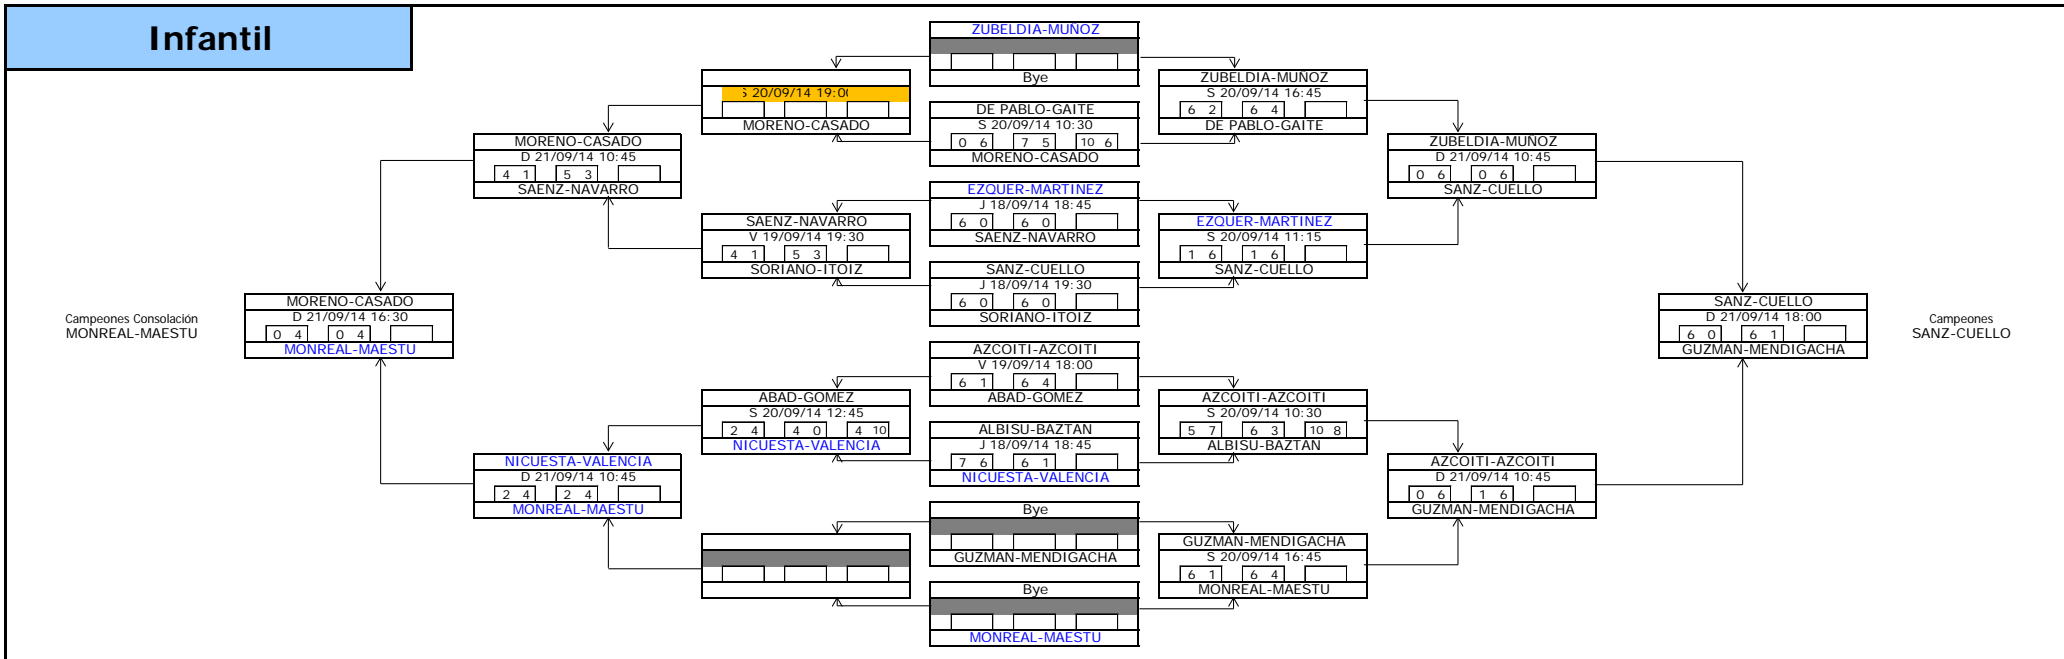 Infantil
ZUBELDIA-MUÑOZ
Bye
DE PABLO-GAITE
S 20/09/14 10:30
0 6 7 5 10 6
MORENO-CASADO
EZQUER-MARTINEZ
J 18/09/14 18:45
6 0 6 0
SAENZ-NAVARRO
SANZ-CUELLO
J 18/09/14 19:30
6 0 6 0
SORIANO-ITOIZ
AZCOITI-AZCOITI
V 19/09/14 18:00
6 1 6 4
ABAD-GOMEZ
ALBISU-BAZTAN
J 18/09/14 18:45
7 6 6 1
NICUESTA-VALENCIA
Bye
GUZMAN-MENDIGACHA
Bye
MONREAL-MAESTU
S 20/09/14 19:00
MORENO-CASADO
SAENZ-NAVARRO
V 19/09/14 19:30
4 1 5 3
SORIANO-ITOIZ
ABAD-GOMEZ
S 20/09/14 12:45
2 4 4 0 4 10
NICUESTA-VALENCIA
MORENO-CASADO
D 21/09/14 10:45
4 1 5 3
SAENZ-NAVARRO
NICUESTA-VALENCIA
D 21/09/14 10:45
2 4 2 4
MONREAL-MAESTU
MORENO-CASADO
D 21/09/14 16:30
0 4 0 4
MONREAL-MAESTU
Campeones Consolación
MONREAL-MAESTU
ZUBELDIA-MUÑOZ
S 20/09/14 16:45
6 2 6 4
DE PABLO-GAITE
EZQUER-MARTINEZ
S 20/09/14 11:15
1 6 1 6
SANZ-CUELLO
AZCOITI-AZCOITI
S 20/09/14 10:30
5 7 6 3 10 8
ALBISU-BAZTAN
GUZMAN-MENDIGACHA
S 20/09/14 16:45
6 1 6 4
MONREAL-MAESTU
ZUBELDIA-MUÑOZ
D 21/09/14 10:45
0 6 0 6
SANZ-CUELLO
AZCOITI-AZCOITI
D 21/09/14 10:45
0 6 1 6
GUZMAN-MENDIGACHA
SANZ-CUELLO
D 21/09/14 18:00
6 0 6 1
GUZMAN-MENDIGACHA
Campeones
SANZ-CUELLO